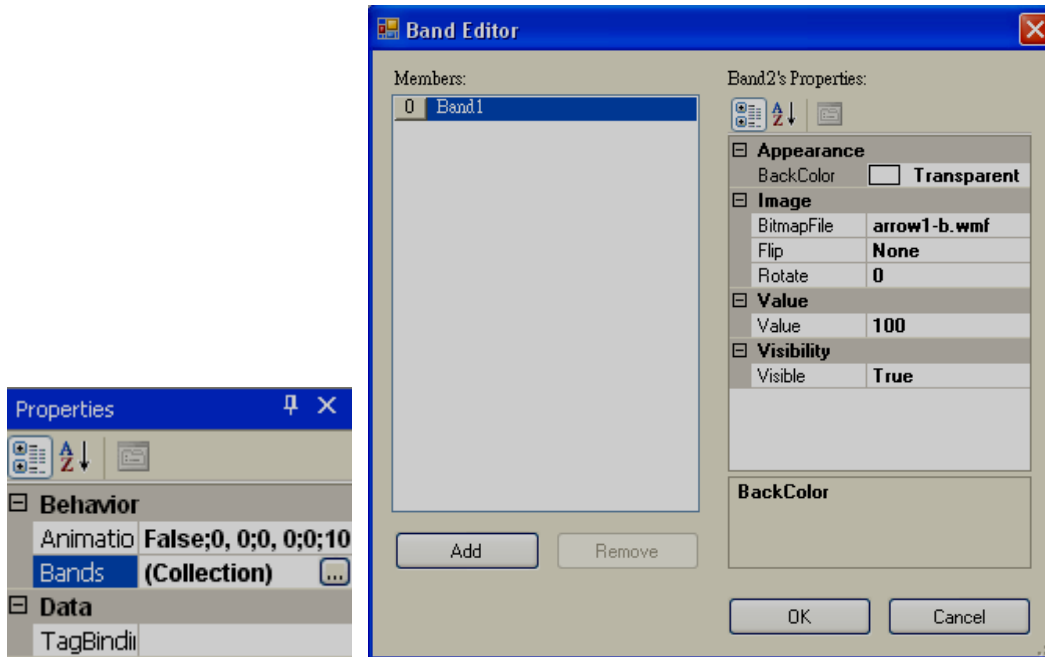 Properties
Behavior
Animatio False;0, 0;0, 0;0;10
Bands (Collection) ...
Data
TagBindi
Band Editor
Members:
0 Band1
Add
Remove
Band2's Properties:
Appearance
BackColor Transparent
Image
BitmapFile arrow1-b.wmf
Flip None
Rotate 0
Value
Value 100
Visibility
Visible True
BackColor
OK
Cancel